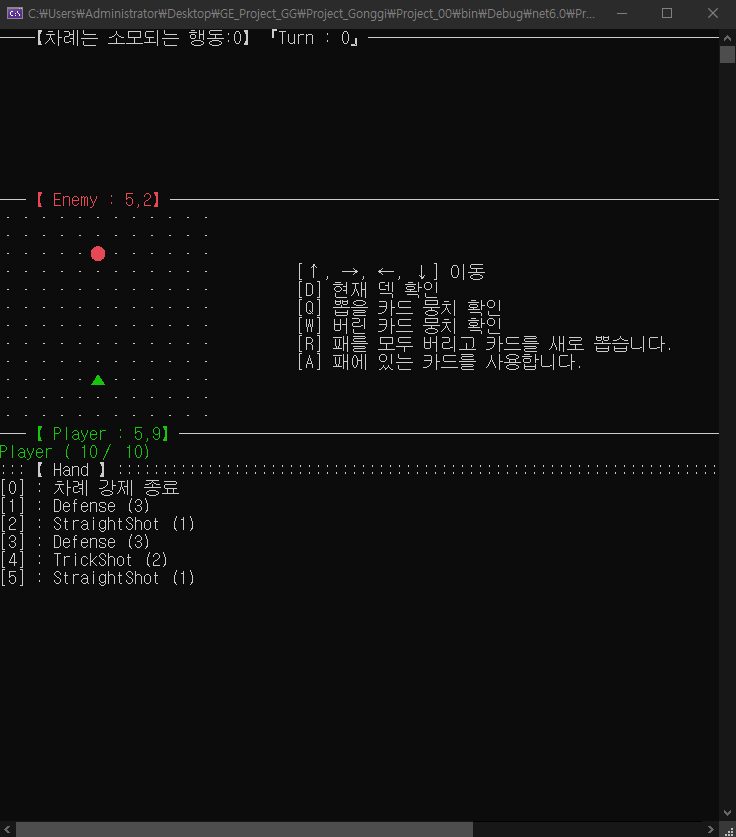 C:₩Users₩Administrator₩Desktop₩GE_Project_GG₩Project_Gonggi₩Project_00₩bin₩Debug₩net6.0₩Pr...
【차례는 소모되는 행동:0】 『Turn : 0』
【 Enemy : 5,2】
[↑, →, ←, ↓] 이동
[D] 현재 덱 확인
[Q] 뽑을 카드 뭉치 확인
[W] 버린 카드 뭉치 확인
[R] 패를 모두 버리고 카드를 새로 뽑습니다.
[A] 패에 있는 카드를 사용합니다.
【 Player : 5,9】
Player ( 10 / 10)
:::【 Hand 】::::::::::::::::::::::::::::::::::::::::::::::::::::::::::::::::::
[0] : 차례 강제 종료
[1] : Defense (3)
[2] : StraightShot (1)
[3] : Defense (3)
[4] : TrickShot (2)
[5] : StraightShot (1)